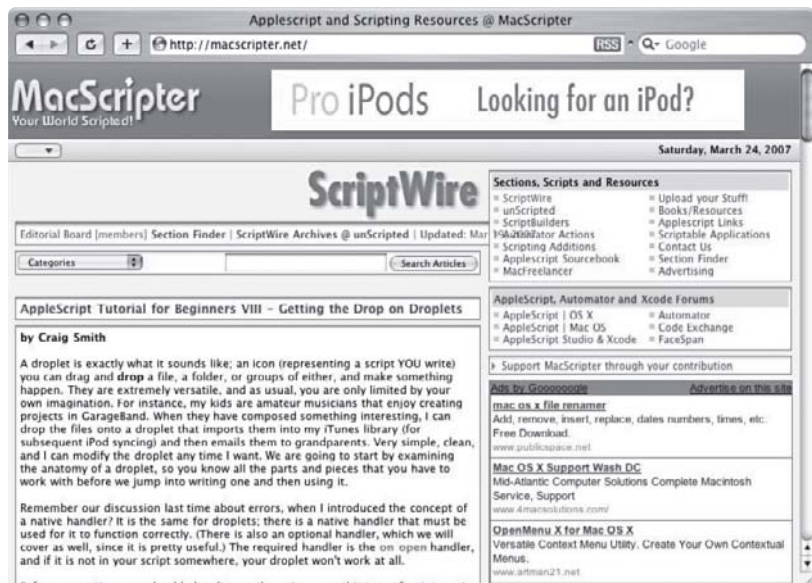 Applescript and Scripting Resources @ MacScripter
http://macscripter.net/
RSS
Google
MacScripter
Your World Scripted!
Pro iPods Looking for an iPod?
Saturday, March 24, 2007
ScriptWire
Editorial Board [members] Section Finder | ScriptWire Archives @ unScripted | Updated: Mar
Categories
Search Articles
AppleScript Tutorial for Beginners VIII – Getting the Drop on Droplets
by Craig Smith
A droplet is exactly what it sounds like; an icon (representing a script YOU write)
you can drag and drop a file, a folder, or groups of either, and make something
happen. They are extremely versatile, and as usual, you are only limited by your
own imagination. For instance, my kids are amateur musicians that enjoy creating
projects in GarageBand. When they have composed something interesting, I can
drop the files onto a droplet that imports them into my iTunes library (for
subsequent iPod syncing) and then emails them to grandparents. Very simple, clean,
and I can modify the droplet any time I want. We are going to start by examining
the anatomy of a droplet, so you know all the parts and pieces that you have to
work with before we jump into writing one and then using it.
Remember our discussion last time about errors, when I introduced the concept of
a native handler? It is the same for droplets; there is a native handler that must be
used for it to function correctly. (There is also an optional handler, which we will
cover as well, since it is pretty useful.) The required handler is the on open handler,
and if it is not in your script somewhere, your droplet won't work at all.
Sections, Scripts and Resources
ScriptWire
unScripted
ScriptBuilders
Automator Actions
Scripting Additions
Applescript Sourcebook
MacFreelancer
Upload your Stuff!
Books/Resources
Applescript Links
Scriptable Applications
Contact Us
Section Finder
Advertising
AppleScript, Automator and Xcode Forums
AppleScript | OS X
AppleScript | Mac OS
AppleScript Studio & Xcode
Automator
Code Exchange
FaceSpan
Support MacScripter through your contribution
Ads by Goooooogle
Advertise on this site
mac os x file renamer
Add, remove, insert, replace, dates numbers, times, etc.
Free Download.
www.publicspace.net
Mac OS X Support Wash DC
Mid-Atlantic Computer Solutions Complete Macintosh
Service, Support
www.4macsolutions.com/
OpenMenu X for Mac OS X
Versatile Context Menu Utility. Create Your Own Contextual
Menus.
www.artman21.net